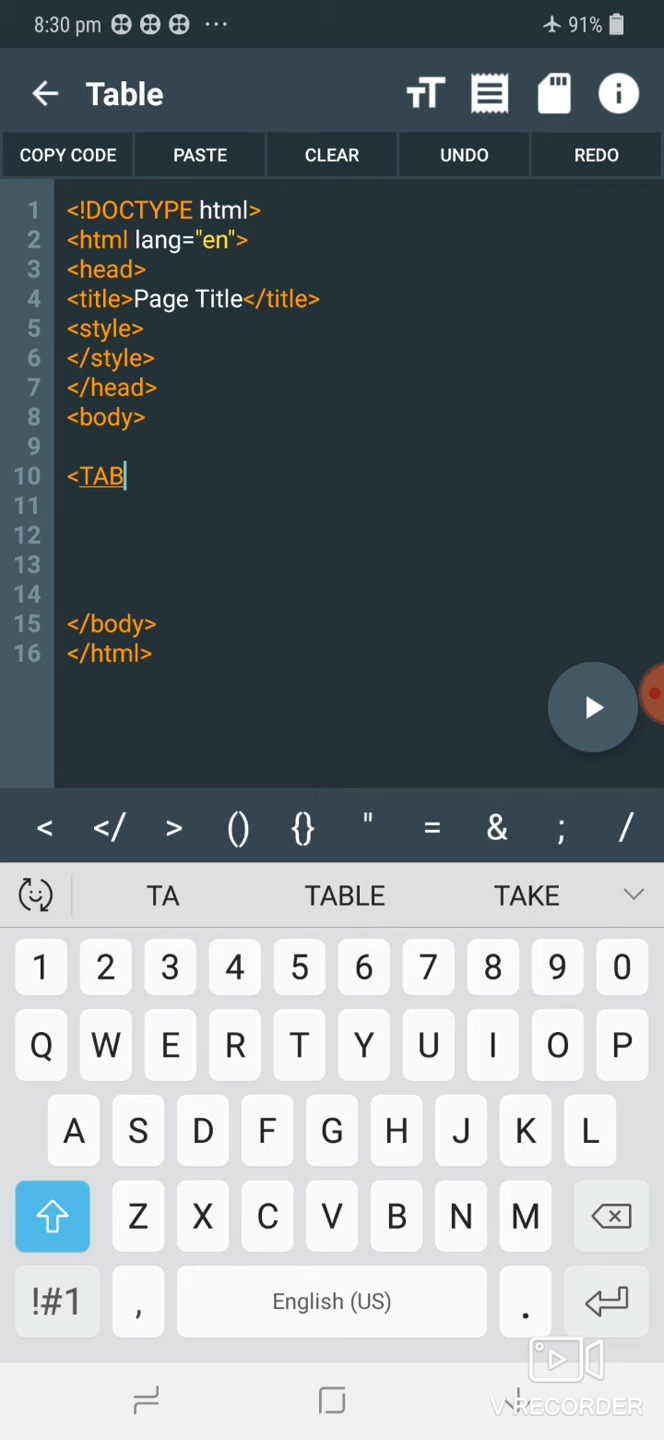 8:30 pm ... 91%
Table
COPY CODE PASTE CLEAR UNDO REDO
1 <!DOCTYPE html>
2 <html lang="en">
3 <head>
4 <title>Page Title</title>
5 <style>
6 </style>
7 </head>
8 <body>
9
10 <TAB
11
12
13
14
15 </body>
16 </html>
< </ > () {} " = & ; /
TA TABLE TAKE
1 2 3 4 5 6 7 8 9 0
Q W E R T Y U I O P
A S D F G H J K L
Z X C V B N M
!#1 , English (US) .
V RECORDER